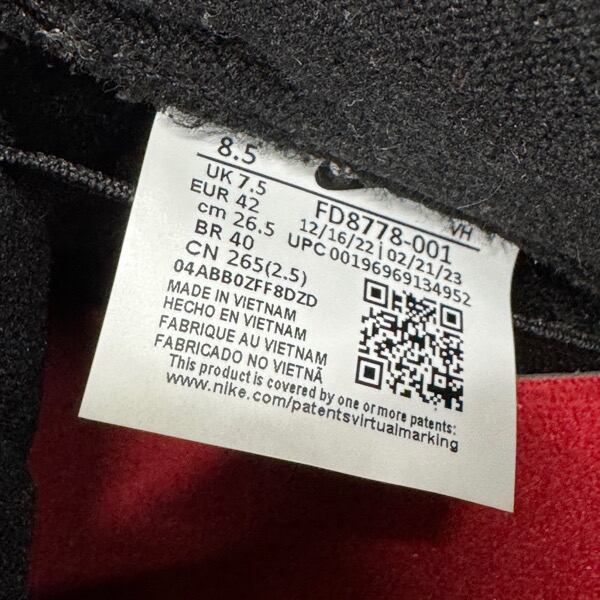 8.5
UK 7.5
EUR 42
cm 26.5
BR 40
CN 265(2.5)
04ABB0ZFF8DZD
MADE IN VIETNAM
HECHO EN VIETNAM
FABRIQUE AU VIETNAM
FABRICADO NO VIETNÃ
VH
FD8778-001
12/16/22 | 02/21/23
UPC 00196969134952
This product is covered by one or more patents:
www.nike.com/patentsvirtualmarking